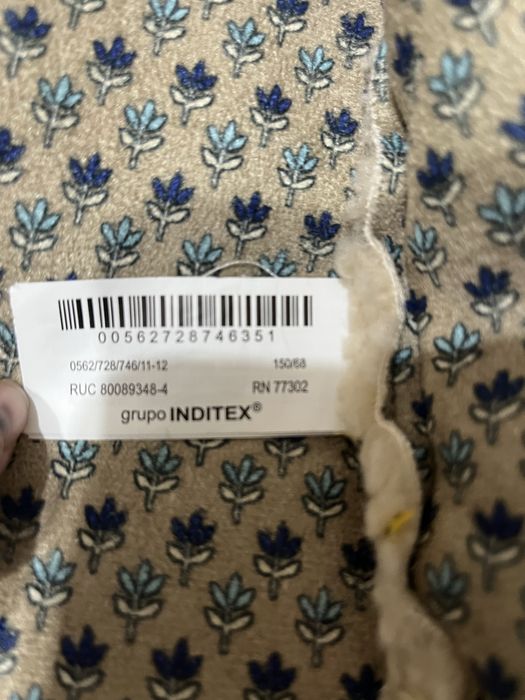 00562728746351
0562/728/746/11-12 150/68
RUC 80089348-4 RN 77302
grupo INDITEX®